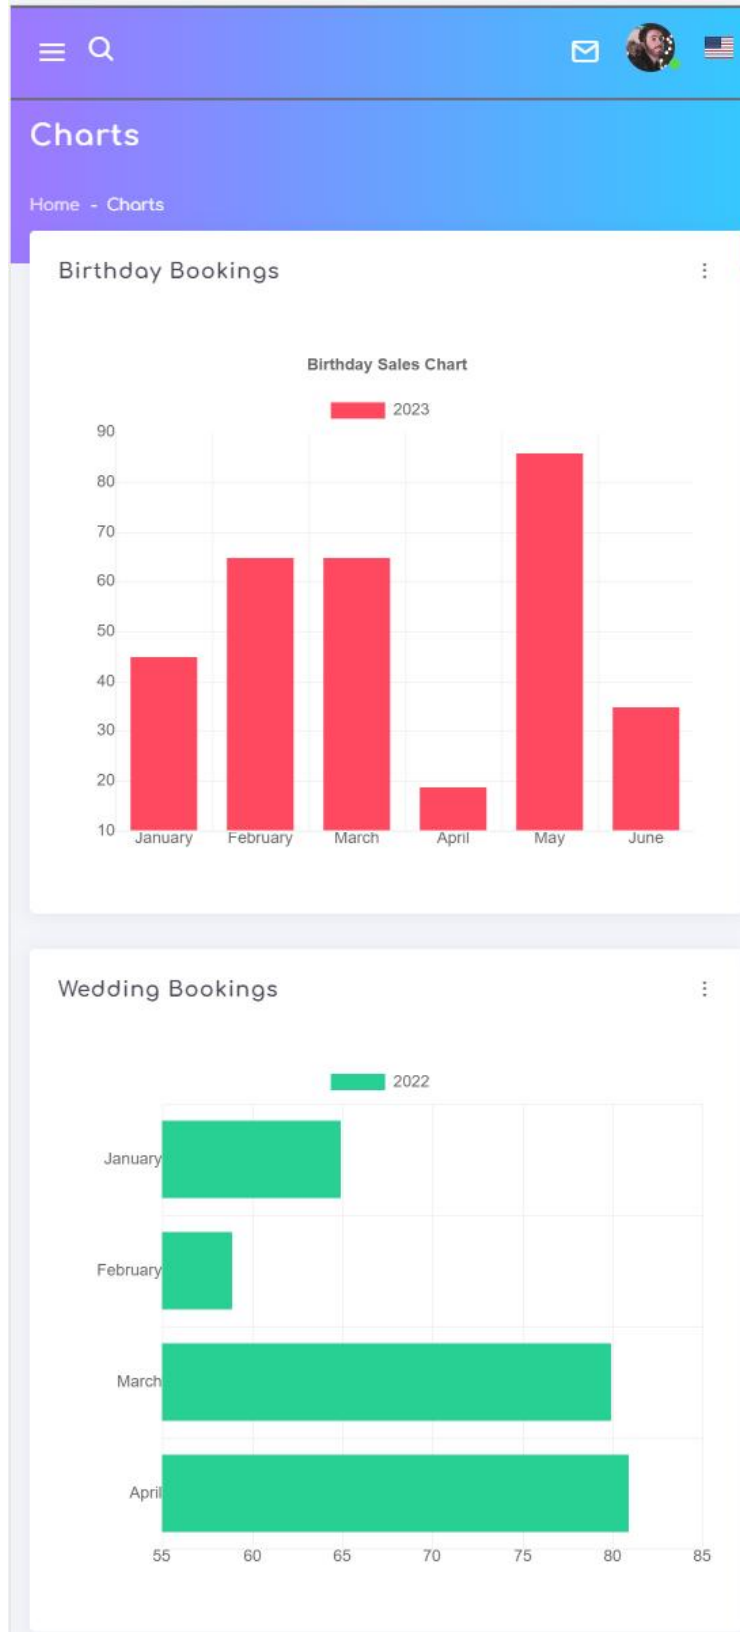 Charts
Home - Charts
Birthday Bookings
Birthday Sales Chart
2023
90
80
70
60
50
40
30
20
10
January February March April May June
Wedding Bookings
2022
January
February
March
April
55 60 65 70 75 80 85